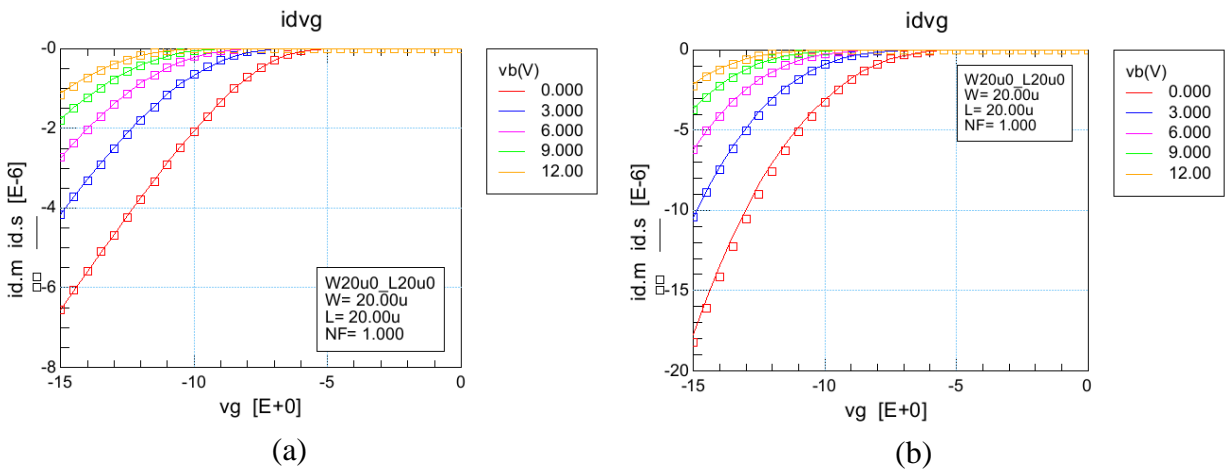 idvg
-0
-2
-4
-6
-8
-15
-10
-5
0
id.m id.s [E-6]
vg [E+0]
W20u0_L20u0
W= 20.00u
L= 20.00u
NF= 1.000
vb(V)
0.000
3.000
6.000
9.000
12.00
(a)
idvg
0
-5
-10
-15
-20
-15
-10
-5
0
id.m id.s [E-6]
vg [E+0]
W20u0_L20u0
W= 20.00u
L= 20.00u
NF= 1.000
vb(V)
0.000
3.000
6.000
9.000
12.00
(b)